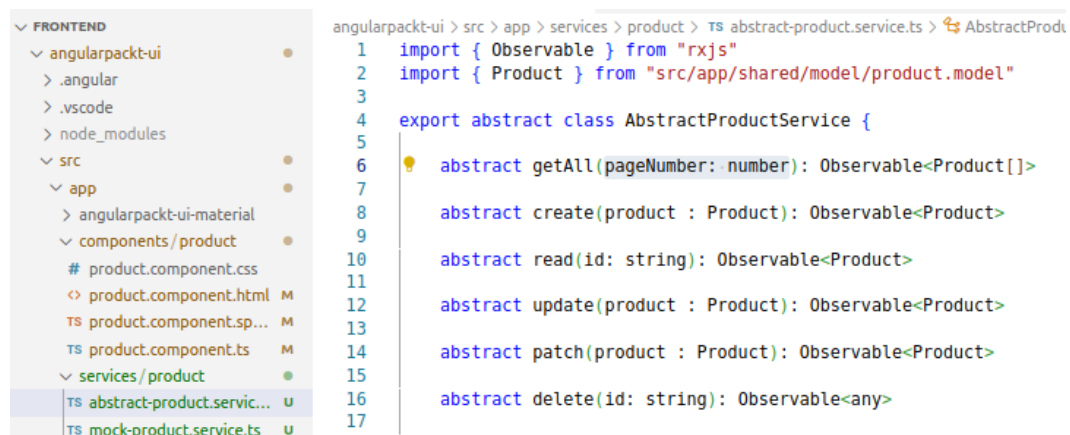 FRONTEND
angularpackt-ui
.angular
.vscode
node_modules
src
app
angularpackt-ui-material
components/product
# product.component.css
<> product.component.html M
TS product.component.sp... M
TS product.component.ts M
services/product
TS abstract-product.servic... U
TS mock-product.service.ts U
angularpackt-ui > src > app > services > product > TS abstract-product.service.ts > AbstractProdu
1 import { Observable } from "rxjs"
2 import { Product } from "src/app/shared/model/product.model"
3
4 export abstract class AbstractProductService {
5
6 abstract getAll(pageNumber: number): Observable<Product[]>
7
8 abstract create(product : Product): Observable<Product>
9
10 abstract read(id: string): Observable<Product>
11
12 abstract update(product : Product): Observable<Product>
13
14 abstract patch(product : Product): Observable<Product>
15
16 abstract delete(id: string): Observable<any>
17